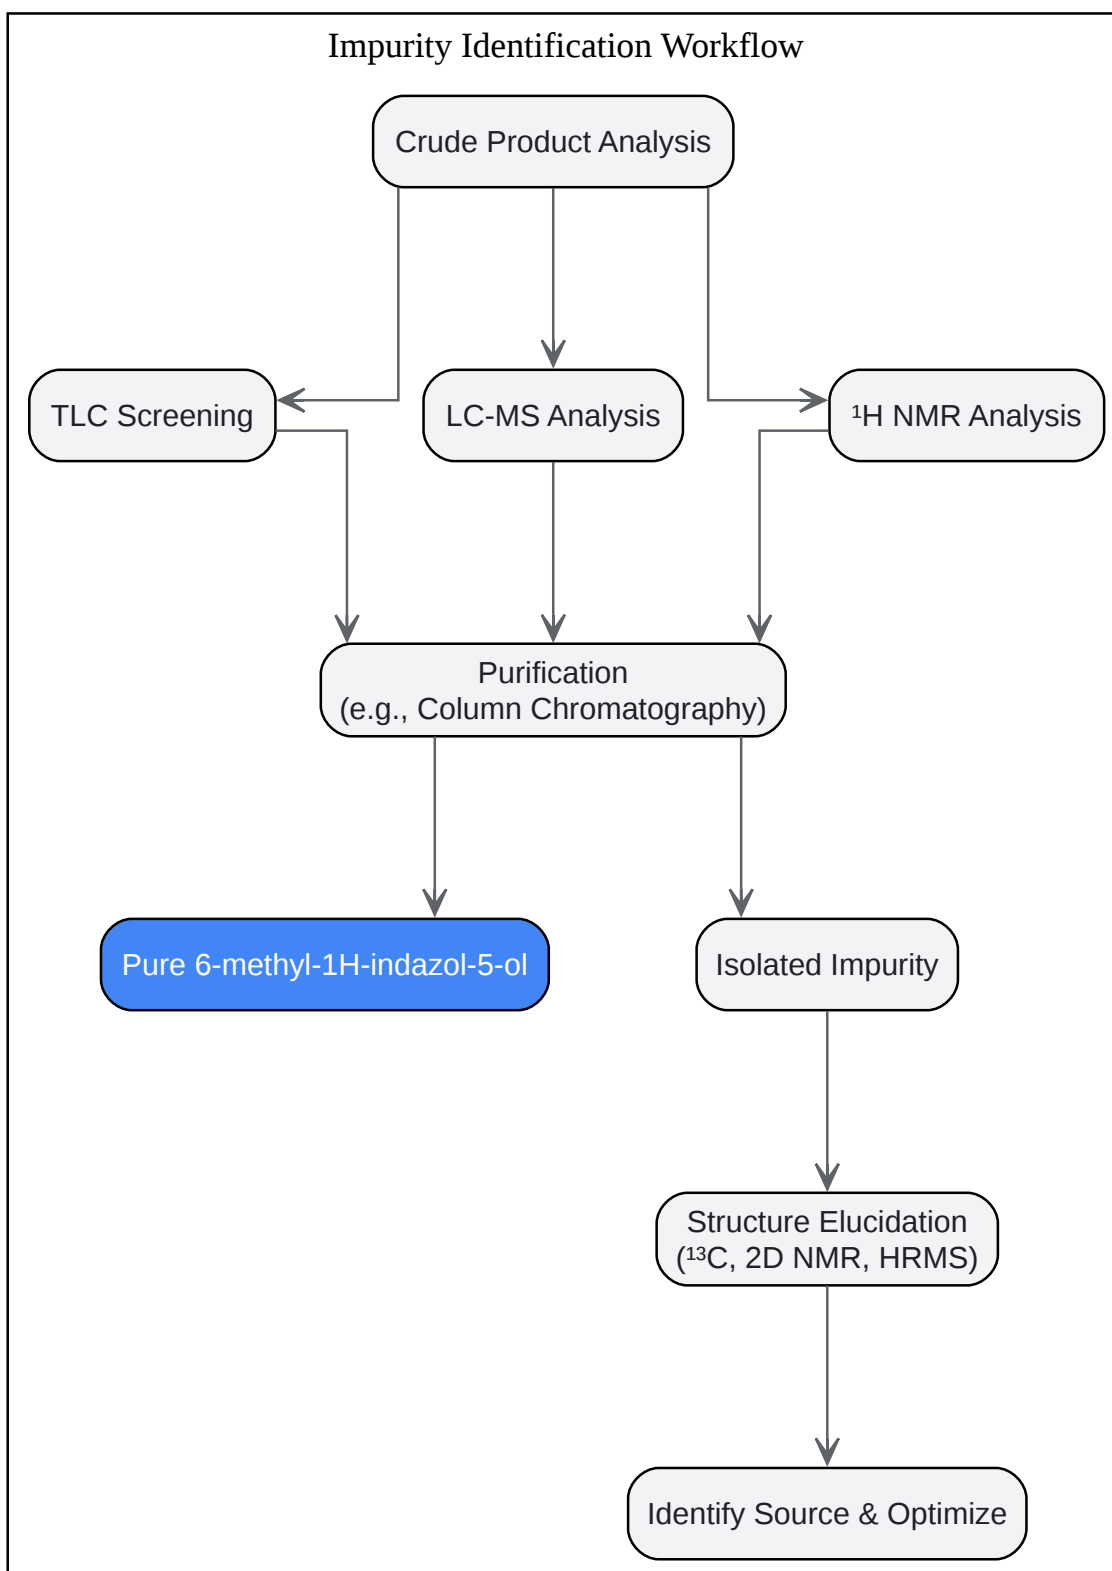 Impurity Identification Workflow
Crude Product Analysis
TLC Screening
LC-MS Analysis
¹H NMR Analysis
Purification
(e.g., Column Chromatography)
Pure 6-methyl-1H-indazol-5-ol
Isolated Impurity
Structure Elucidation
(¹³C, 2D NMR, HRMS)
Identify Source & Optimize